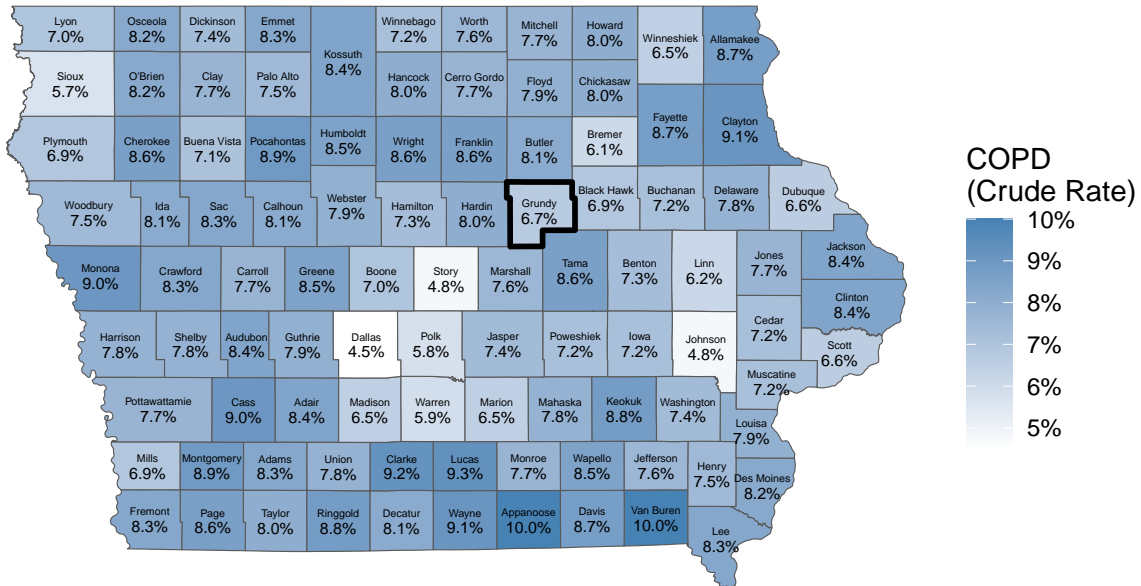 Lyon
7.0%
Osceola
8.2%
Dickinson
7.4%
Emmet
8.3%
Kossuth
8.4%
Winnebago
7.2%
Worth
7.6%
Mitchell
7.7%
Howard
8.0%
Winneshiek
6.5%
Allamakee
8.7%
Sioux
5.7%
O'Brien
8.2%
Clay
7.7%
Palo Alto
7.5%
Hancock
8.0%
Cerro Gordo
7.7%
Floyd
7.9%
Chickasaw
8.0%
Fayette
8.7%
Clayton
9.1%
Plymouth
6.9%
Cherokee
8.6%
Buena Vista
7.1%
Pocahontas
8.9%
Humboldt
8.5%
Wright
8.6%
Franklin
8.6%
Butler
8.1%
Bremer
6.1%
Woodbury
7.5%
Ida
8.1%
Sac
8.3%
Calhoun
8.1%
Webster
7.9%
Hamilton
7.3%
Hardin
8.0%
Grundy
6.7%
Black Hawk
6.9%
Buchanan
7.2%
Delaware
7.8%
Dubuque
6.6%
Monona
9.0%
Crawford
8.3%
Carroll
7.7%
Greene
8.5%
Boone
7.0%
Story
4.8%
Marshall
7.6%
Tama
8.6%
Benton
7.3%
Linn
6.2%
Jones
7.7%
Jackson
8.4%
Clinton
8.4%
Harrison
7.8%
Shelby
7.8%
Audubon
8.4%
Guthrie
7.9%
Dallas
4.5%
Polk
5.8%
Jasper
7.4%
Poweshiek
7.2%
Iowa
7.2%
Johnson
4.8%
Cedar
7.2%
Scott
6.6%
Muscatine
7.2%
Pottawattamie
7.7%
Cass
9.0%
Adair
8.4%
Madison
6.5%
Warren
5.9%
Marion
6.5%
Mahaska
7.8%
Keokuk
8.8%
Washington
7.4%
Louisa
7.9%
Mills
6.9%
Montgomery
8.9%
Adams
8.3%
Union
7.8%
Clarke
9.2%
Lucas
9.3%
Monroe
7.7%
Wapello
8.5%
Jefferson
7.6%
Henry
7.5%
Des Moines
8.2%
Fremont
8.3%
Page
8.6%
Taylor
8.0%
Ringgold
8.8%
Decatur
8.1%
Wayne
9.1%
Appanoose
10.0%
Davis
8.7%
Van Buren
10.0%
Lee
8.3%
COPD
(Crude Rate)
10%
9%
8%
7%
6%
5%